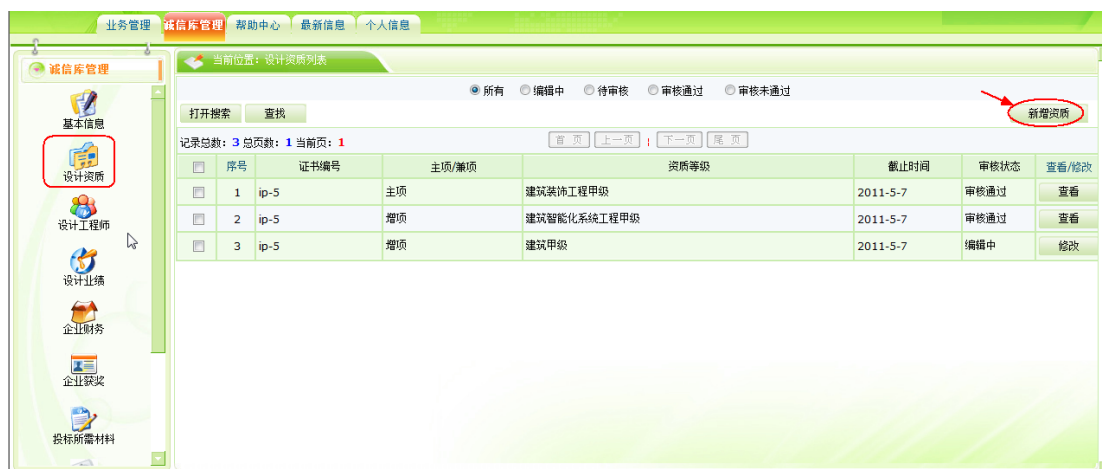 业务管理 诚信库管理 帮助中心 最新信息 个人信息
诚信库管理
基本信息
设计资质
设计工程师
设计业绩
企业财务
企业获奖
投标所需材料
当前位置：设计资质列表
所有 编辑中 待审核 审核通过 审核未通过
打开搜索 查找 新增资质
记录总数：3 总页数：1 当前页：1 首 页 上一页 下一页 尾 页
序号 证书编号 主项/兼项 资质等级 截止时间 审核状态 查看/修改
1 ip-5 主项 建筑装饰工程甲级 2011-5-7 审核通过 查看
2 ip-5 增项 建筑智能化系统工程甲级 2011-5-7 审核通过 查看
3 ip-5 增项 建筑甲级 2011-5-7 编辑中 修改